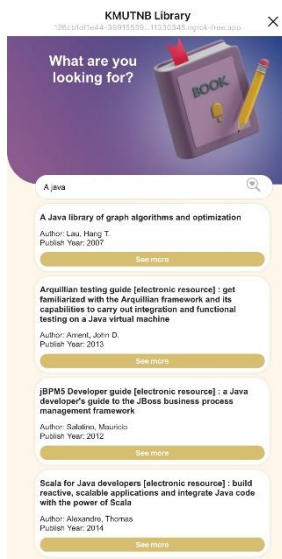 KMUTNB Library
What are you
looking for?
BOOK
A java
A Java library of graph algorithms and optimization
Author: Lau, Hang T.
Publish Year: 2007
See more
Arquillian testing guide [electronic resource] : get
familiarized with the Arquillian framework and its
capabilities to carry out integration and functional
testing on a Java virtual machine
Author: Ament, John D.
Publish Year: 2013
See more
jBPM5 Developer guide [electronic resource] : a Java
developer's guide to the JBoss business process
management framework
Author: Salatino, Mauricio
Publish Year: 2012
See more
Scala for Java developers [electronic resource] : build
reactive, scalable applications and integrate Java code
with the power of Scala
Author: Alexandre, Thomas
Publish Year: 2014
See more